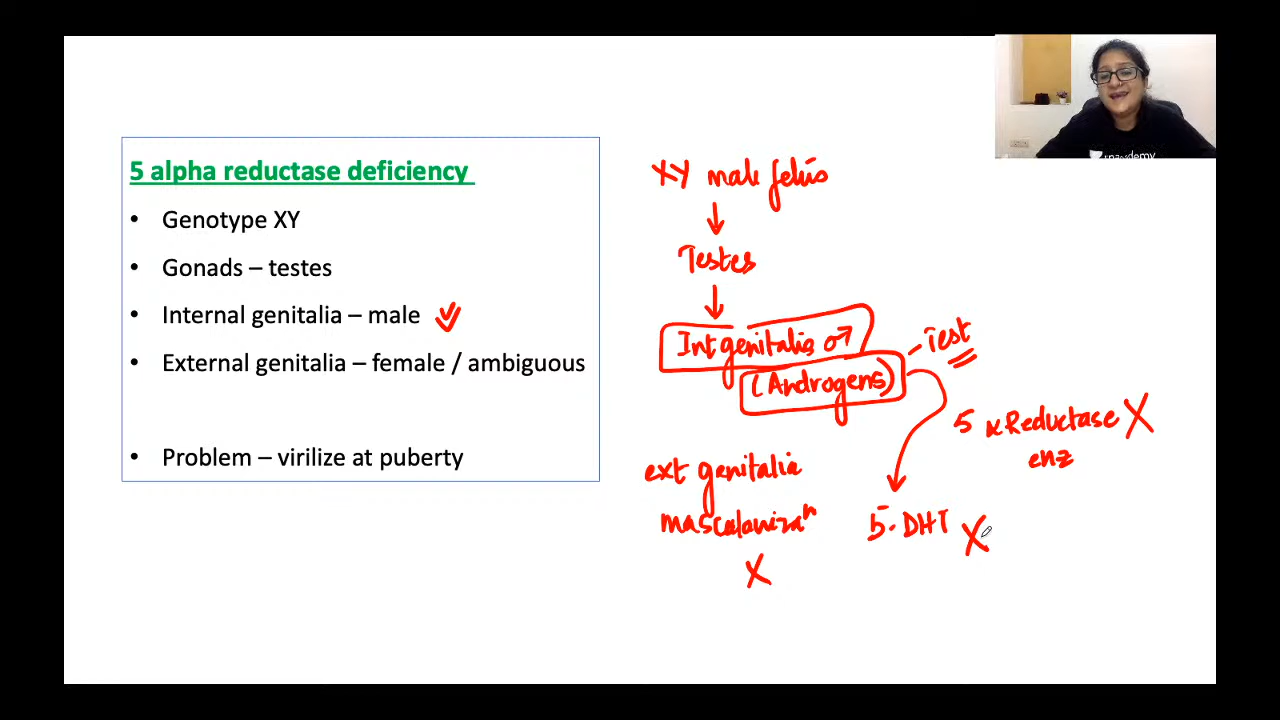 5 alpha reductase deficiency
• Genotype XY
• Gonads – testes
• Internal genitalia – male
• External genitalia – female / ambiguous
• Problem – virilize at puberty
XY male fetus
Testes
Int genitalia ♂
(Androgens)
- Test
5 α Reductase X
enz
ext genitalia
masculanizaⁿ
X
5-DHT X
unacademy